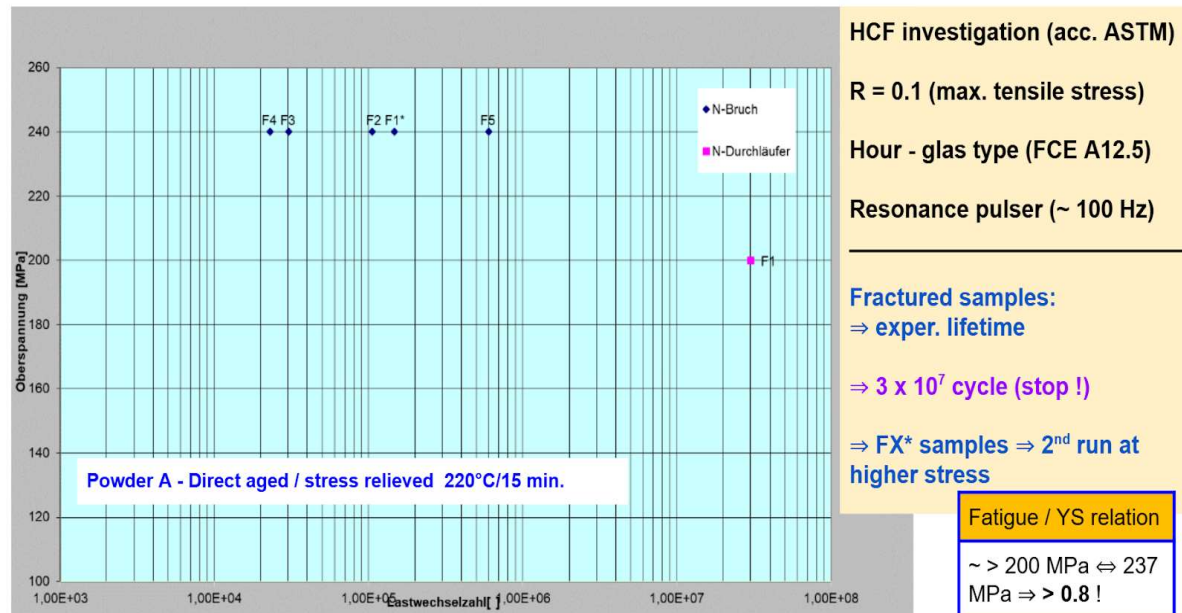 260
240
220
200
180
160
140
120
100
Oberspannung [MPa]
F4 F3 F2 F1* F5
F1
N-Bruch
N-Durchläufer
Powder A - Direct aged / stress relieved 220°C/15 min.
1,00E+03 1,00E+04 1,00E+05 1,00E+06 1,00E+07 1,00E+08
Lastwechselzahl[ ]
HCF investigation (acc. ASTM)
R = 0.1 (max. tensile stress)
Hour - glas type (FCE A12.5)
Resonance pulser (~ 100 Hz)
Fractured samples:
⇒ exper. lifetime
⇒ 3 x 10⁷ cycle (stop !)
⇒ FX* samples ⇒ 2ⁿᵈ run at
higher stress
Fatigue / YS relation
~ > 200 MPa ⇔ 237
MPa ⇒ > 0.8 !